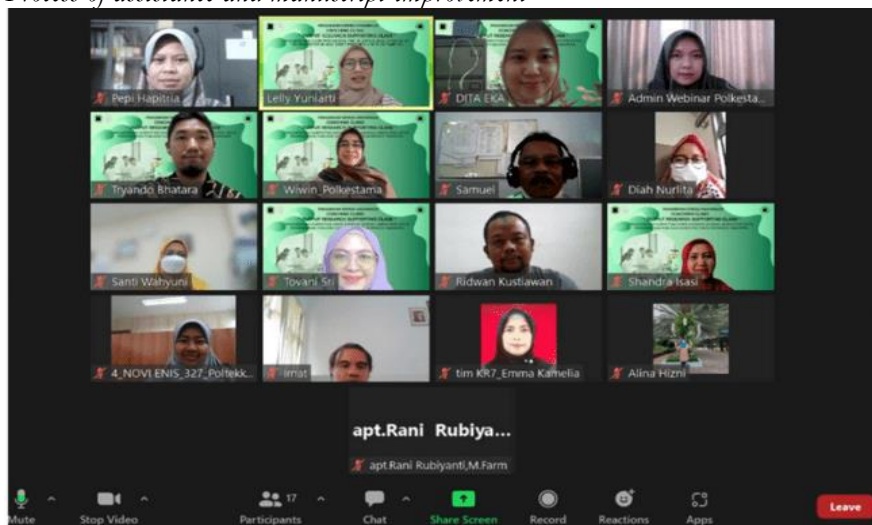 Process of assistance and manuscript improvement
Pepi Hapitria
Lelly Yuniarti
DITA EKA
Admin Webinar Polkesta...
Tryando Bhatara
Wiwin_Polkestama
Samuel
Diah Nurlita
Santi Wahyuni
Tovani Sri
Ridwan Kustiawan
Shandra Isasi
4_NOVI ENIS_327_Poltekk...
imat
tim KR7_Emma Kamelia
Alina Hizni
apt.Rani Rubiya...
apt.Rani Rubiyanti,M.Farm
Mute
Stop Video
17
Participants
Chat
Share Screen
Record
Reactions
Apps
Leave